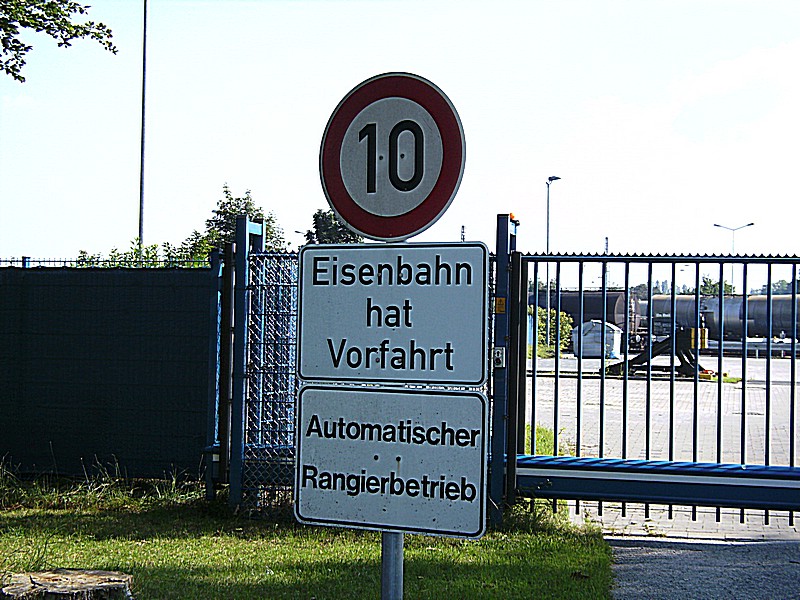 10
Eisenbahn
hat
Vorfahrt
Automatischer
Rangierbetrieb